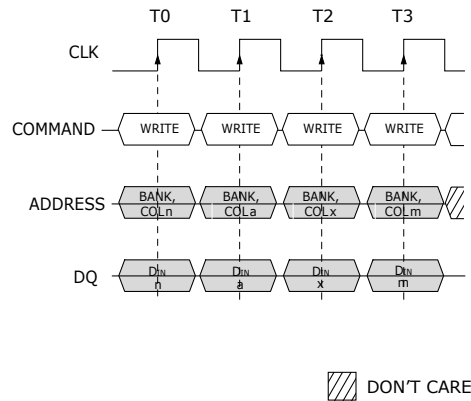 T0 T1 T2 T3
CLK
COMMAND WRITE WRITE WRITE WRITE
ADDRESS BANK, BANK, BANK, BANK,
COLn COLa COLx COLm
DQ DIN DIN DIN DIN
n a x m
DON'T CARE